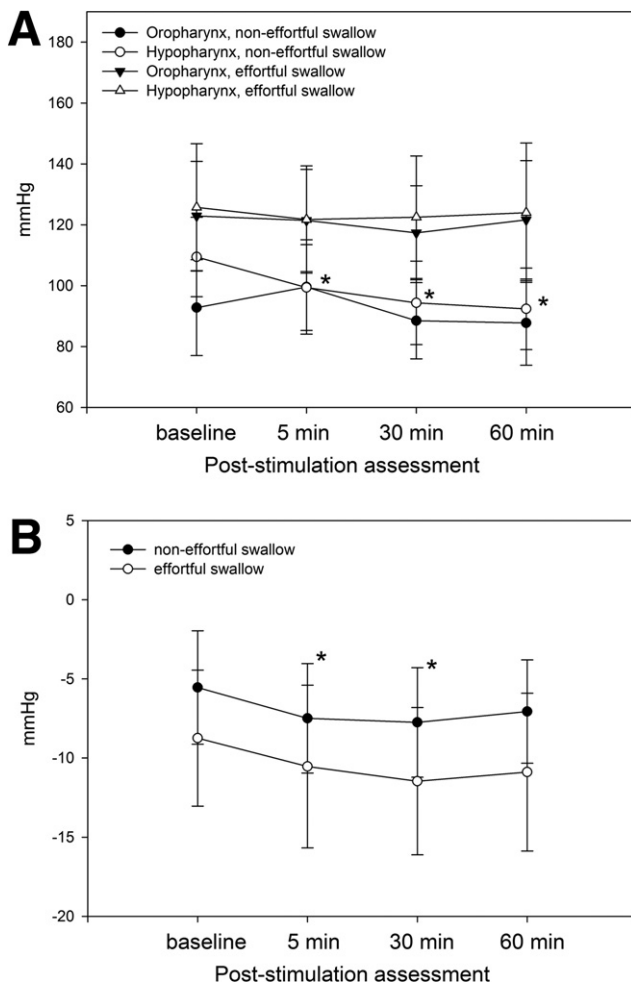 A
Oropharynx, non-effortful swallow
Hypopharynx, non-effortful swallow
Oropharynx, effortful swallow
Hypopharynx, effortful swallow
mmHg
180
160
140
120
100
80
60
*
*
*
baseline 5 min 30 min 60 min
Post-stimulation assessment
B
non-effortful swallow
effortful swallow
mmHg
5
0
-5
-10
-15
-20
*
*
baseline 5 min 30 min 60 min
Post-stimulation assessment